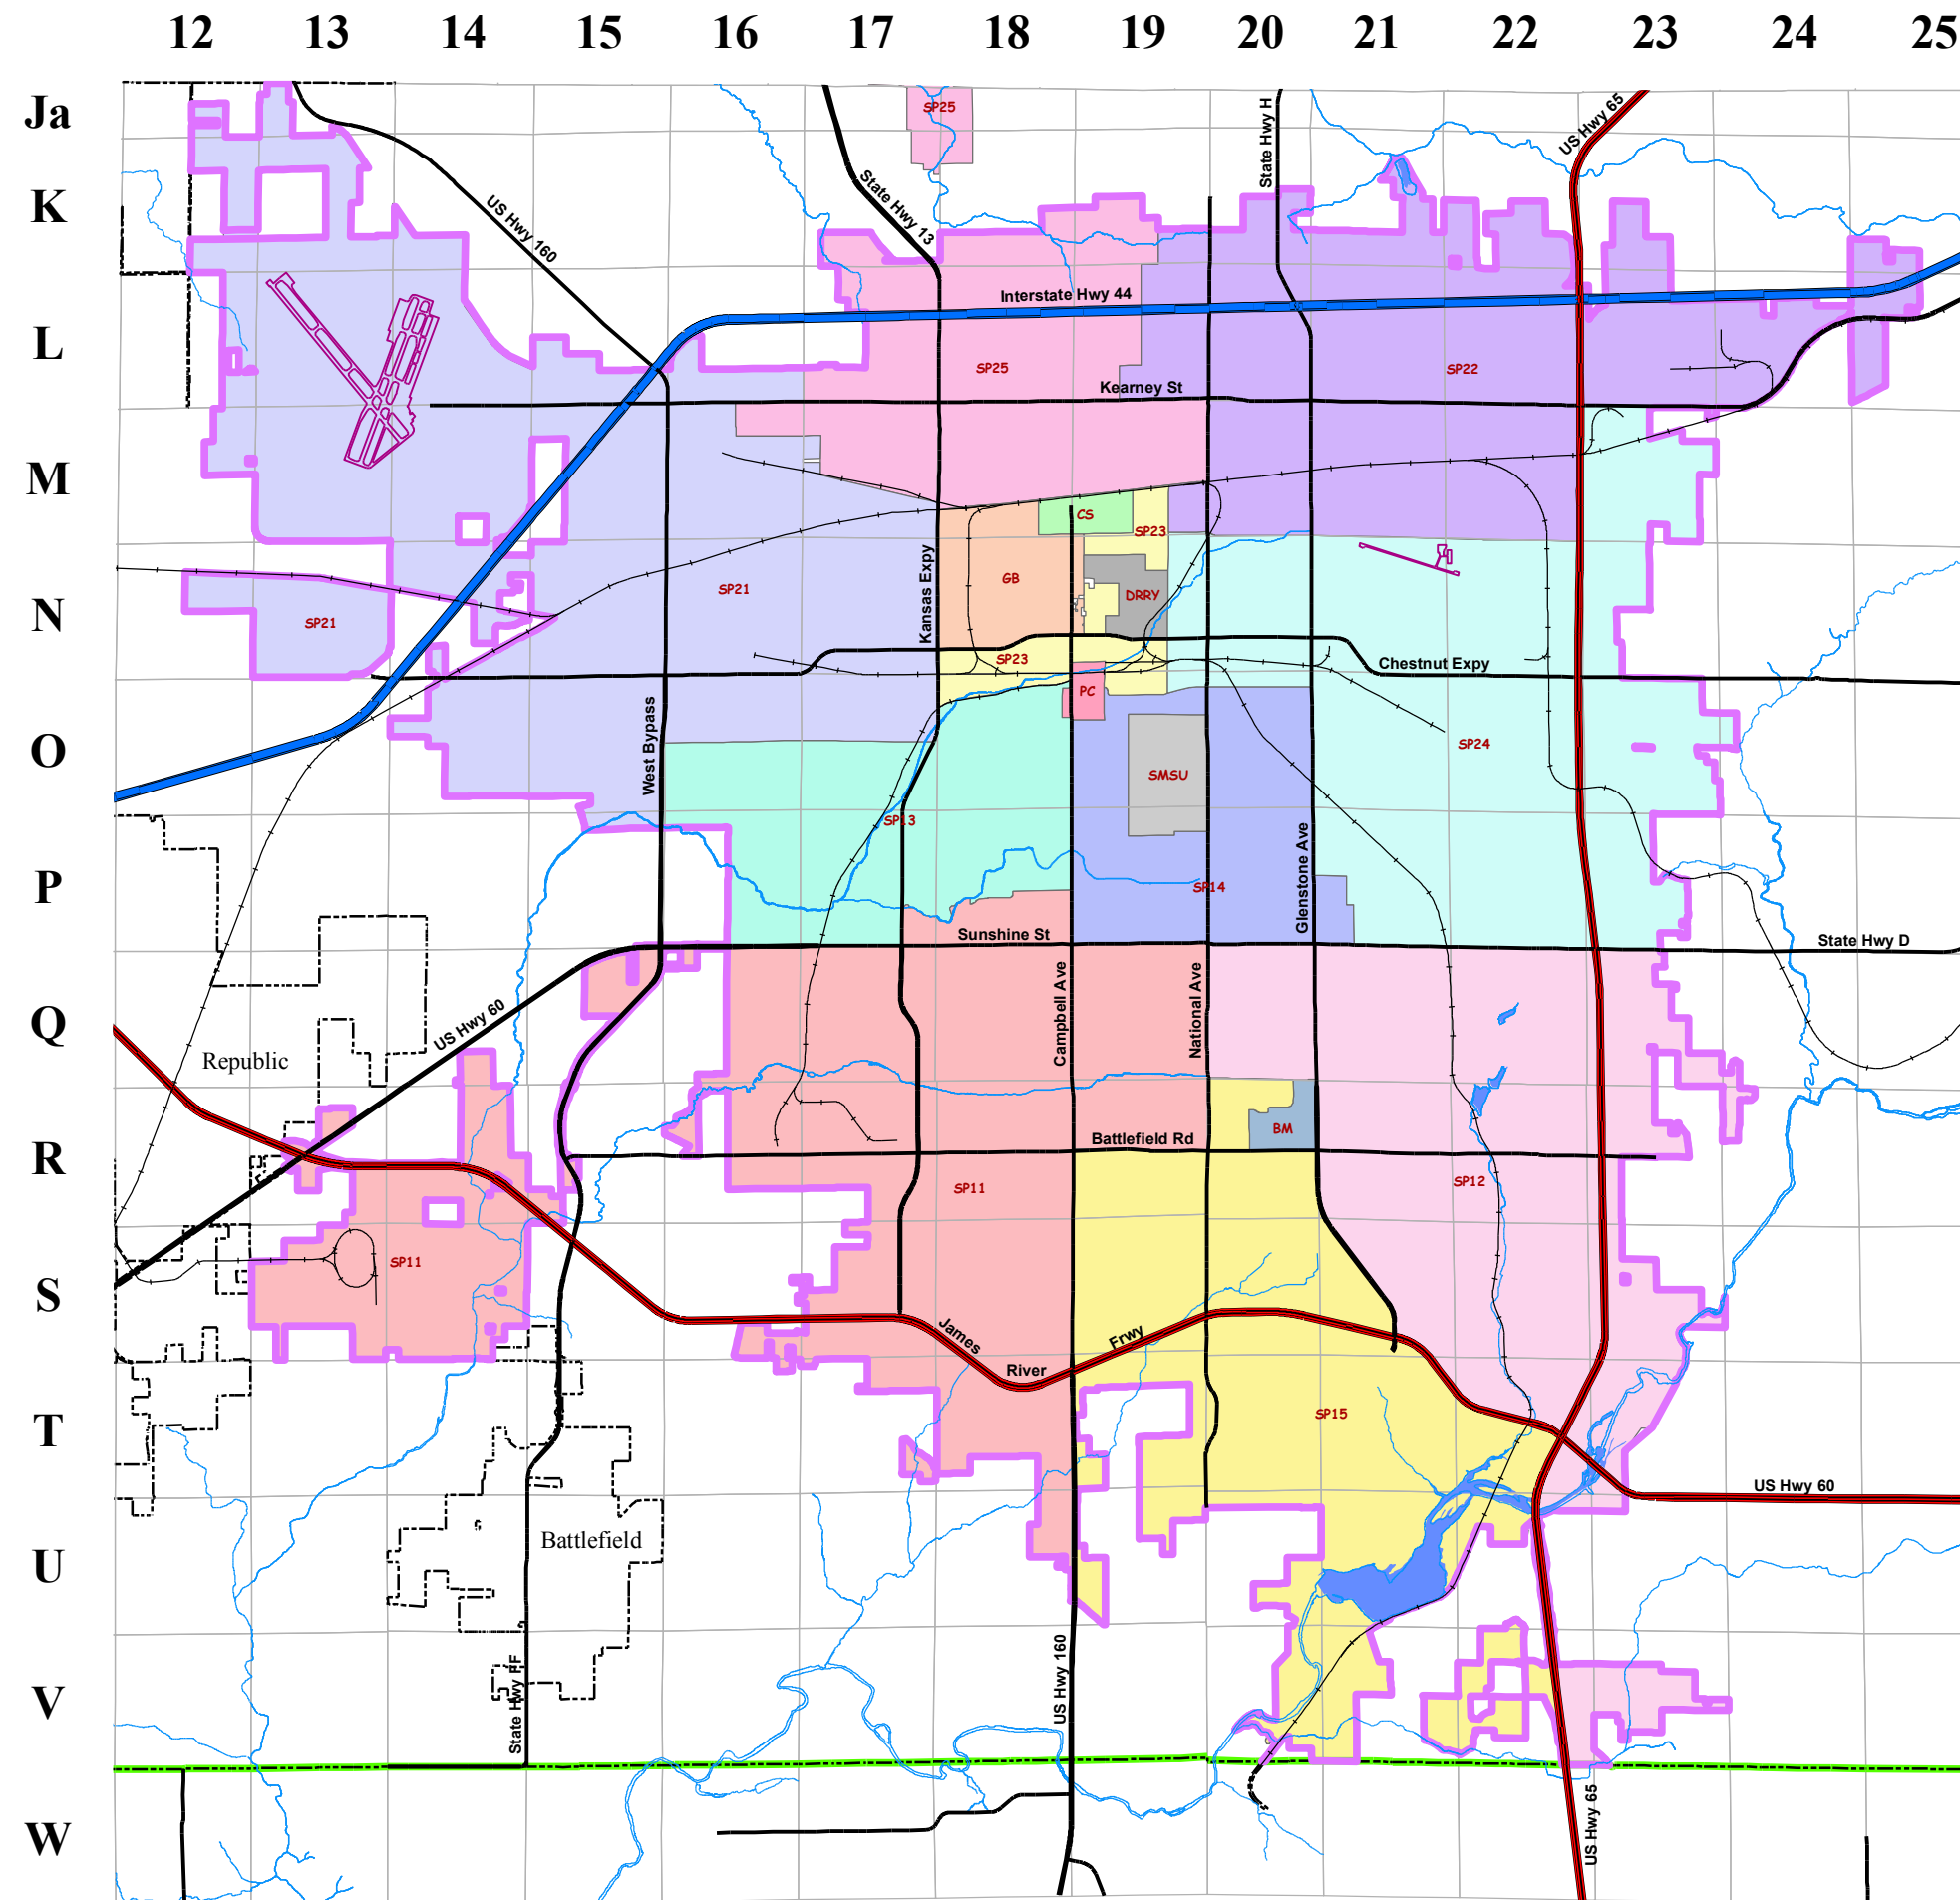 12 13 14 15 16 17 18 19 20 21 22 23 24 25
Ja
SP25
State Hwy H
US Hwy 65
K
US Hwy 160
State Hwy 13
Interstate Hwy 44
L
SP25
SP22
Kearney St
M
CS
SP23
Kansas Expy
GB
SP21
DRRY
N
SP21
SP23
Chestnut Expy
PC
West Bypass
O
SP24
SMSU
SP13
Glenstone Ave
P
SP14
Sunshine St
State Hwy D
Campbell Ave
National Ave
Q
US Hwy 60
Republic
BM
Battlefield Rd
R
SP11
SP12
SP11
S
James
River
Frwy
SP15
T
US Hwy 60
Battlefield
U
State Hwy FF
US Hwy 160
V
US Hwy 65
W